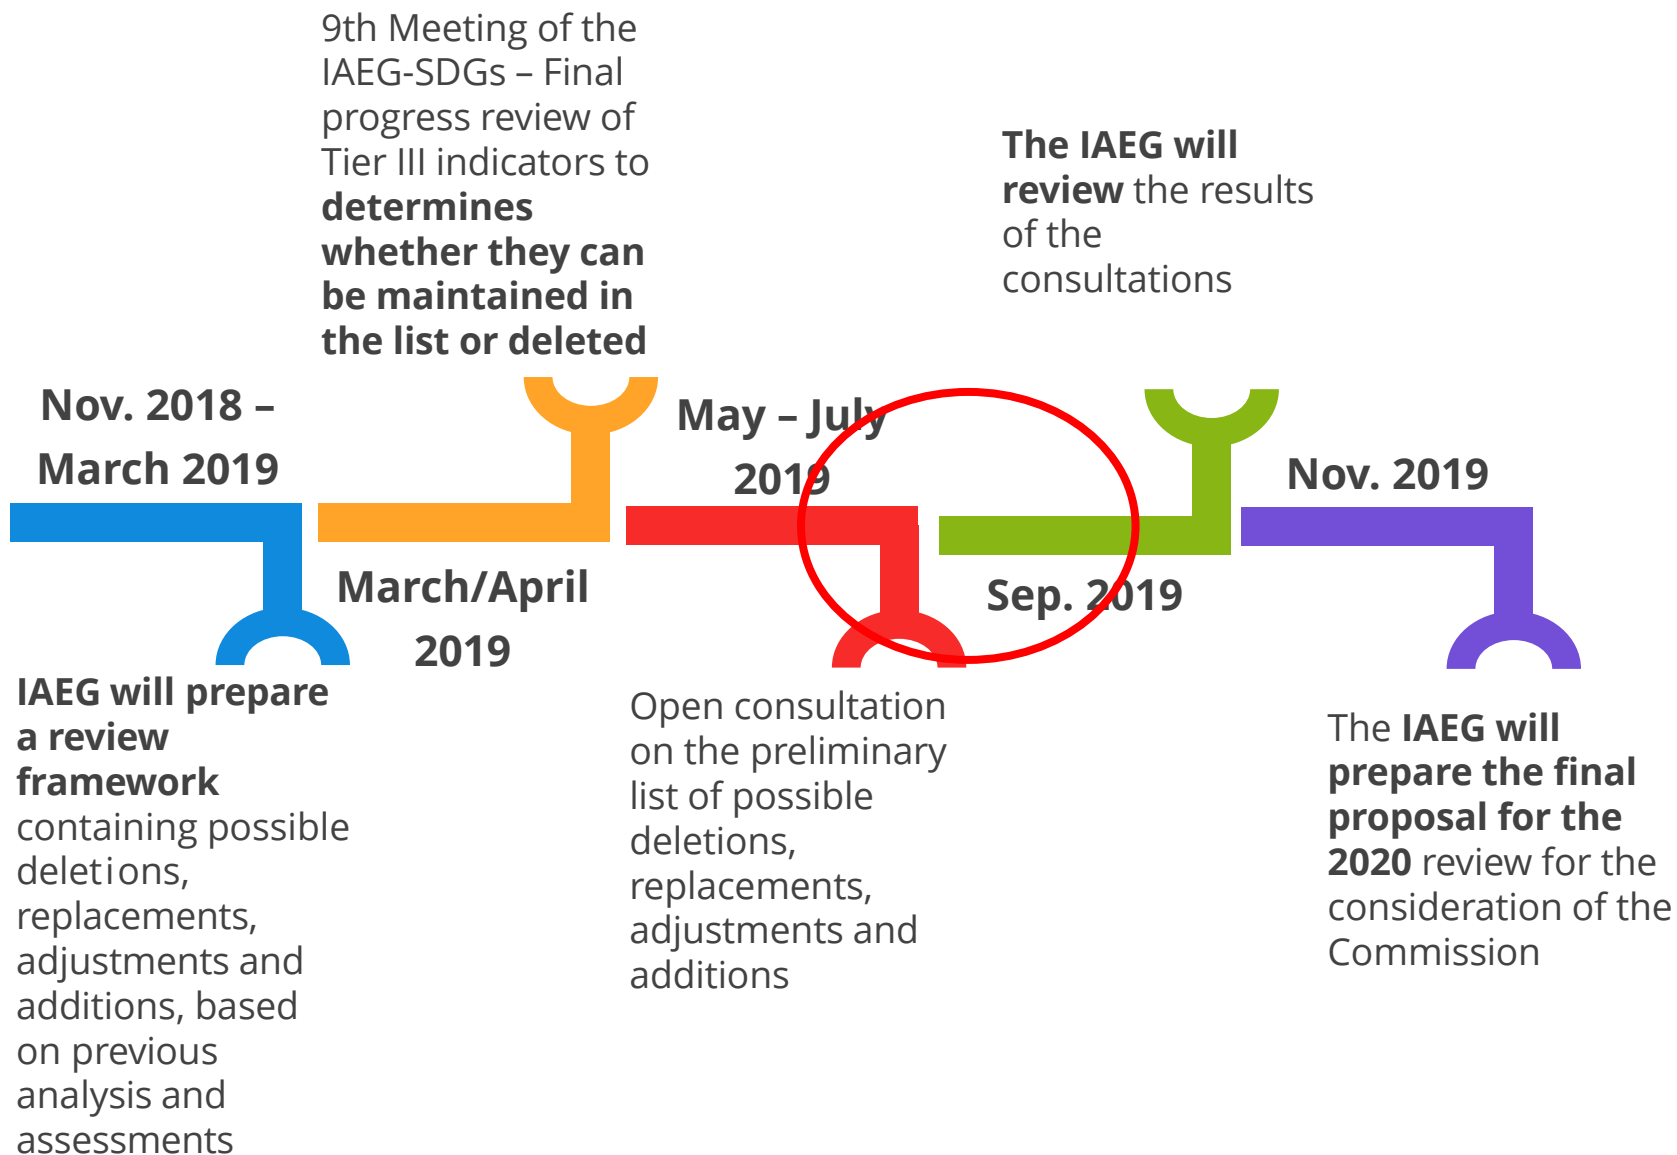 9th Meeting of the
IAEG-SDGs – Final
progress review of
Tier III indicators to
determines
whether they can
be maintained in
the list or deleted
The IAEG will
review the results
of the
consultations
Nov. 2018 –
March 2019
May – July
2019
Nov. 2019
March/April
2019
Sep. 2019
IAEG will prepare
a review
framework
containing possible
deletions,
replacements,
adjustments and
additions, based
on previous
analysis and
assessments
Open consultation
on the preliminary
list of possible
deletions,
replacements,
adjustments and
additions
The IAEG will
prepare the final
proposal for the
2020 review for the
consideration of the
Commission